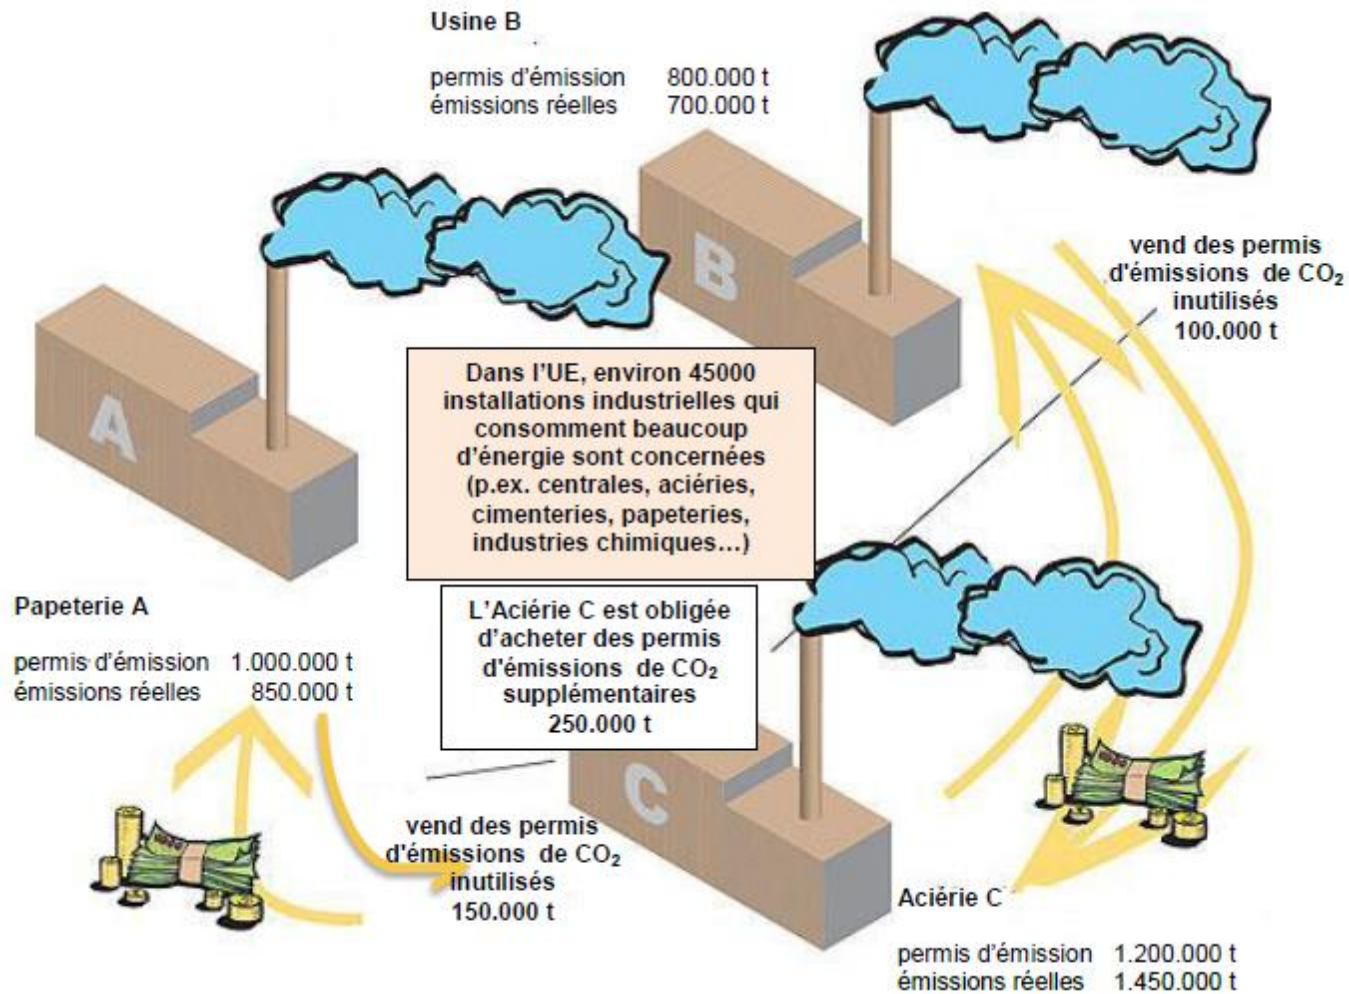 Usine B
permis d'émission 800.000 t
émissions réelles 700.000 t
B
vend des permis
d'émissions de CO₂
inutilisés
100.000 t
A
Dans l'UE, environ 45000
installations industrielles qui
consomment beaucoup
d'énergie sont concernées
(p.ex. centrales, aciéries,
cimenteries, papeteries,
industries chimiques…)
Papeterie A
permis d'émission 1.000.000 t
émissions réelles 850.000 t
L'Aciérie C est obligée
d'acheter des permis
d'émissions de CO₂
supplémentaires
250.000 t
C
vend des permis
d'émissions de CO₂
inutilisés
150.000 t
Aciérie C
permis d'émission 1.200.000 t
émissions réelles 1.450.000 t